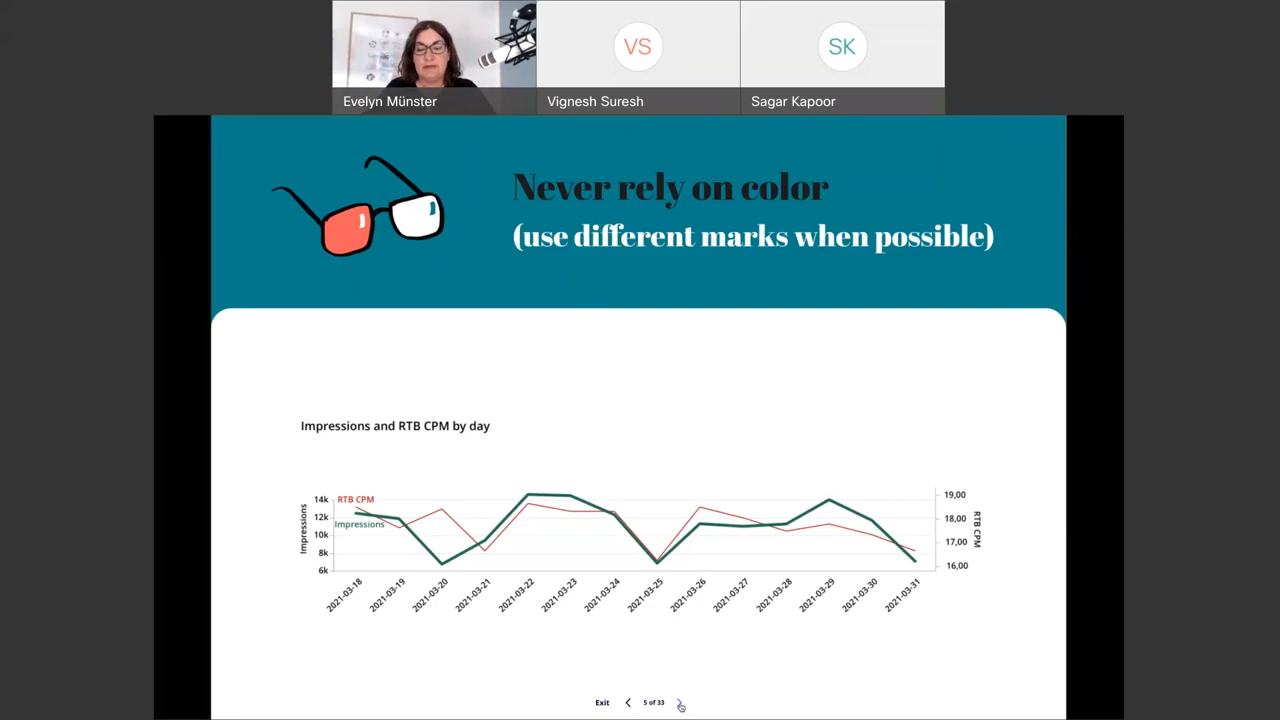 VS
SK
Evelyn Münster
Vignesh Suresh
Sagar Kapoor
Never rely on color
(use different marks when possible)
Impressions and RTB CPM by day
14k
12k
10k
8k
6k
Impressions
RTB CPM
Impressions
19,00
18,00
17,00
16,00
RTB CPM
2021-03-18
2021-03-19
2021-03-20
2021-03-21
2021-03-22
2021-03-23
2021-03-24
2021-03-25
2021-03-26
2021-03-27
2021-03-28
2021-03-29
2021-03-30
2021-03-31
Exit
5 of 33